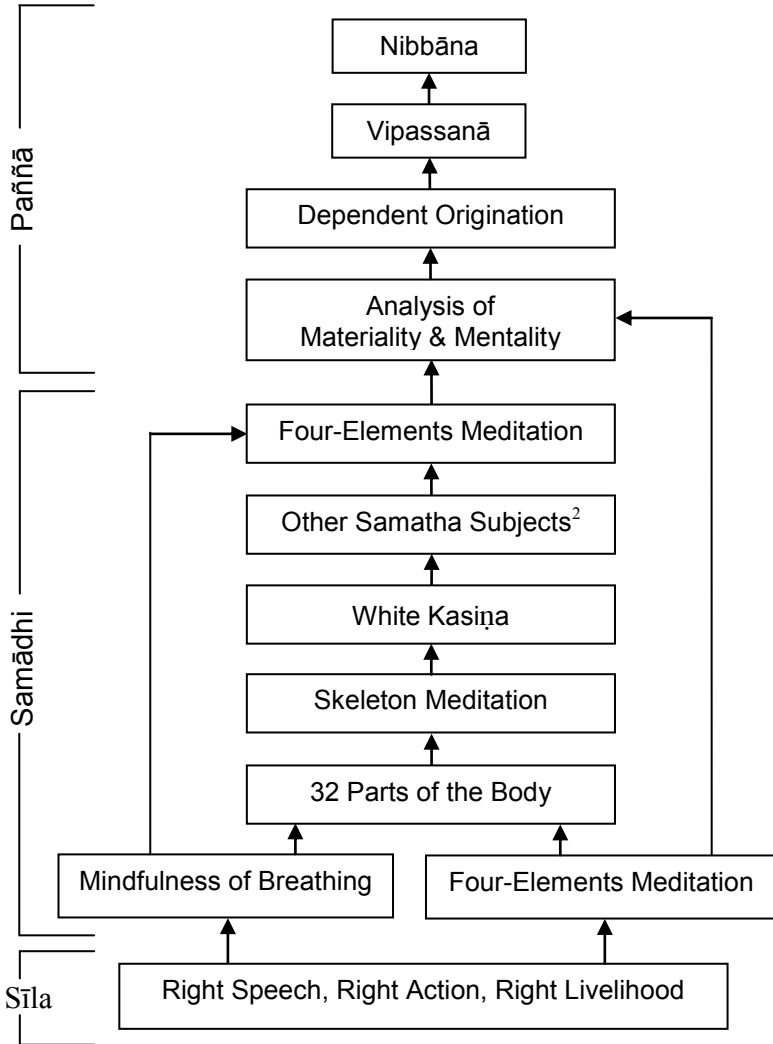 Nibbāna
Vipassanā
Dependent Origination
Analysis of
Materiality & Mentality
Paññā
Four-Elements Meditation
Other Samatha Subjects²
White Kasiṇa
Skeleton Meditation
32 Parts of the Body
Mindfulness of Breathing
Four-Elements Meditation
Samādhi
Right Speech, Right Action, Right Livelihood
Sīla